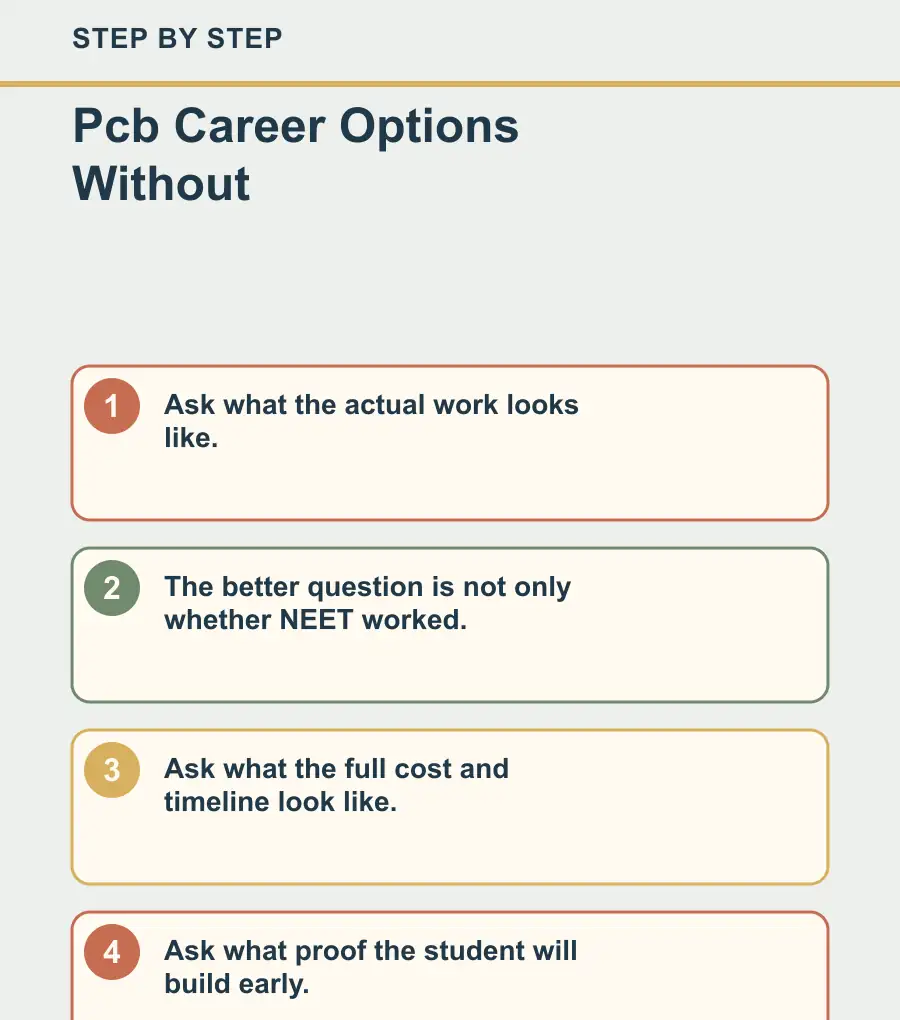 STEP BY STEP
Pcb Career Options
Without
1
Ask what the actual work looks
like.
2
The better question is not only
whether NEET worked.
3
Ask what the full cost and
timeline look like.
4
Ask what proof the student will
build early.